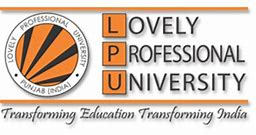 LOVELY PROFESSIONAL UNIVERSITY
PUNJAB (INDIA)
L
P
U
LOVELY
PROFESSIONAL
UNIVERSITY
Transforming Education Transforming India